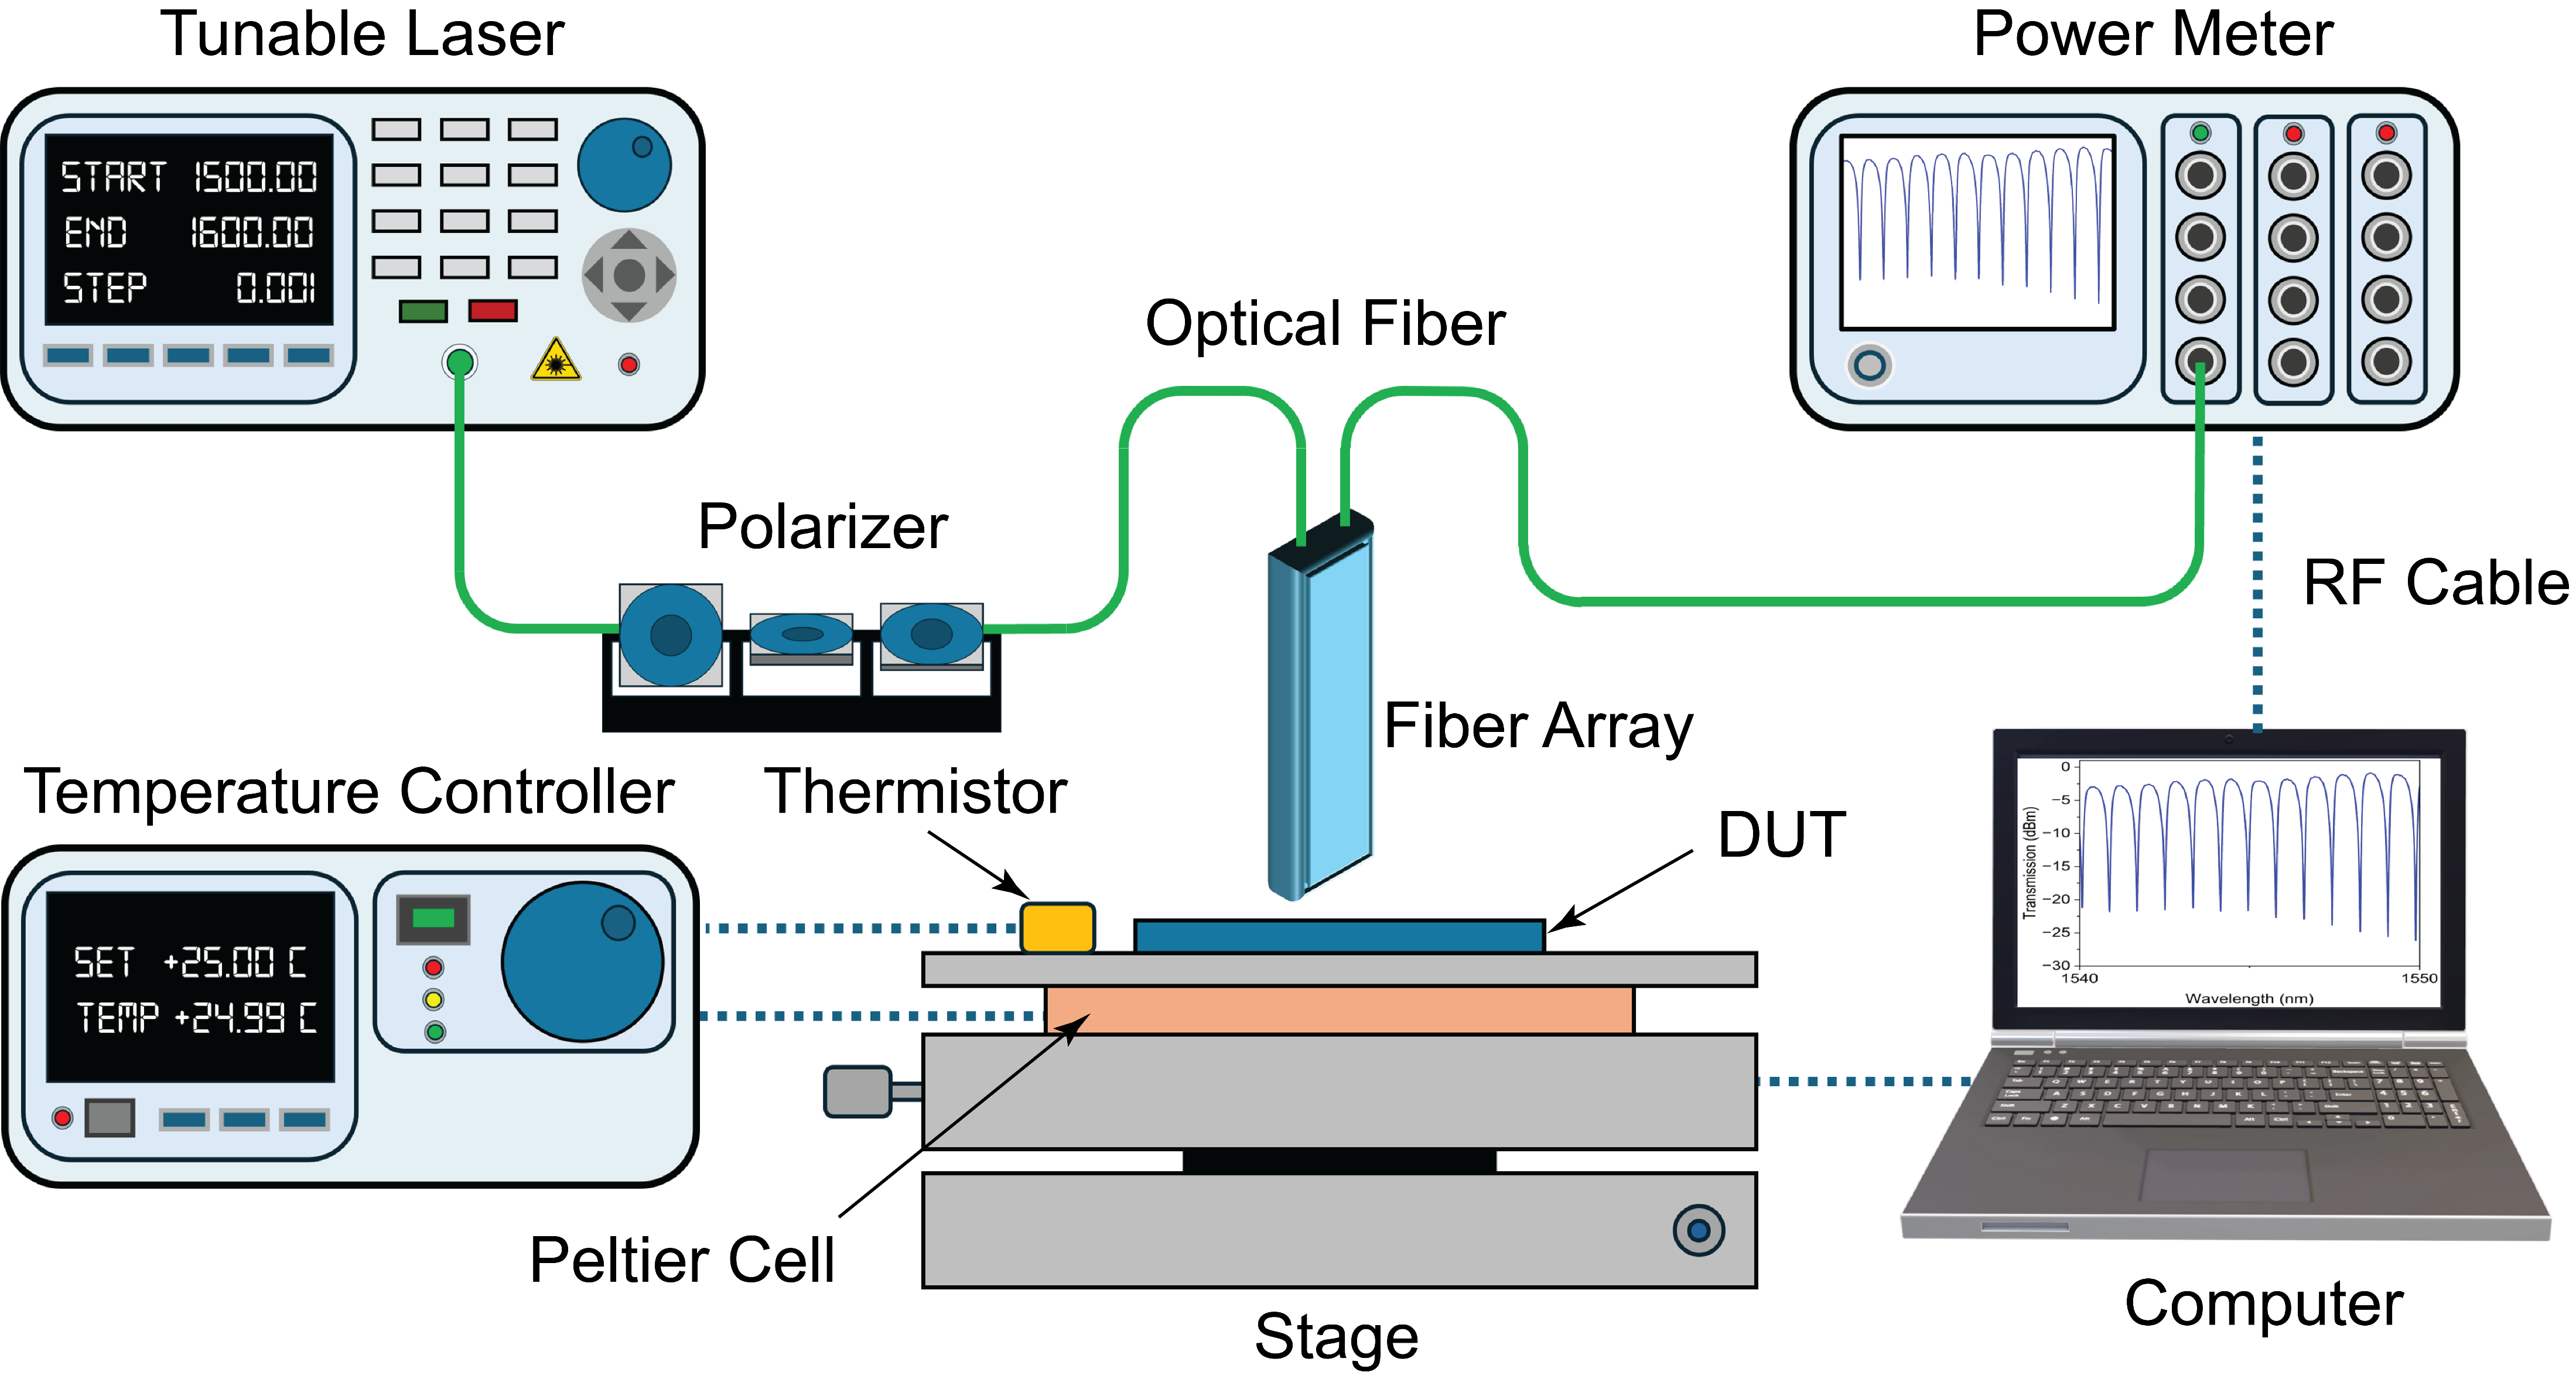 Tunable Laser
START 1500.00
END 1600.00
STEP 0.001
Power Meter
Optical Fiber
Polarizer
RF Cable
Fiber Array
Temperature Controller
SET +25.00 C
TEMP +24.99 C
Thermistor
DUT
Peltier Cell
Stage
Transmission (dBm)
0
−5
−10
−15
−20
−25
−30
1540
1550
Wavelength (nm)
Computer